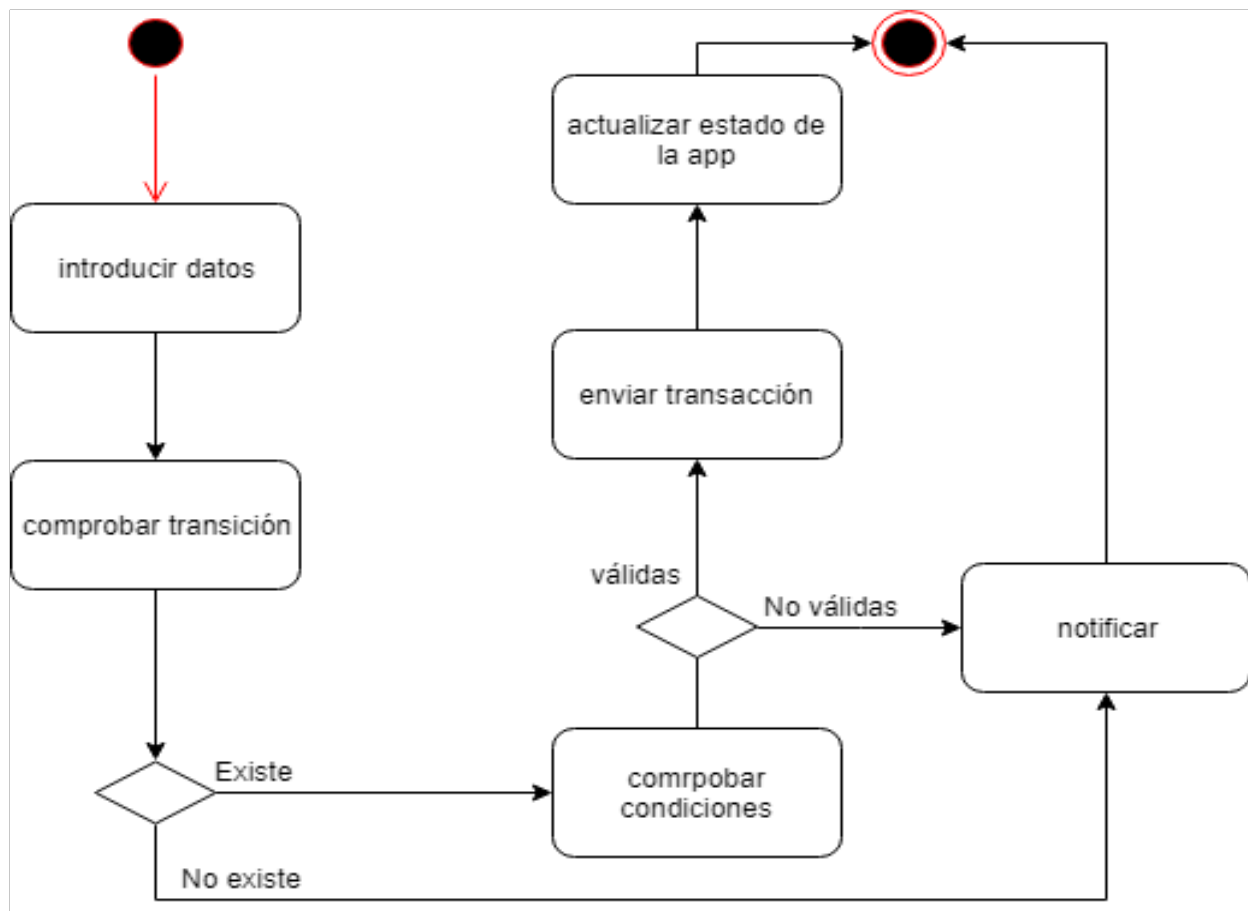 introducir datos
comprobar transición
Existe
No existe
comrpobar
condiciones
válidas
No válidas
enviar transacción
actualizar estado de
la app
notificar